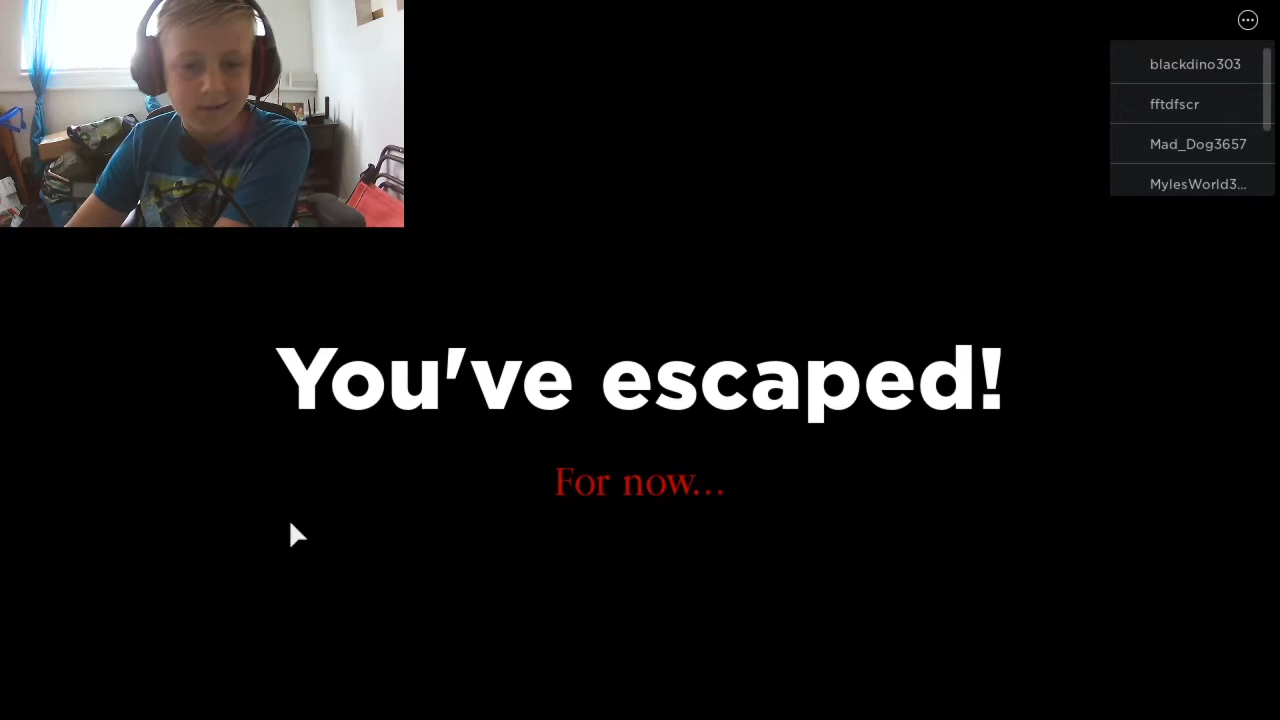 blackdino303
fftdfscr
Mad_Dog3657
MylesWorld3...
You've escaped!
For now...